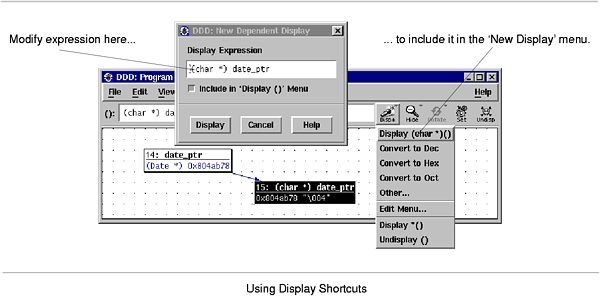 DDD: New Dependent Display
Modify expression here...
... to include it in the 'New Display' menu.
Display Expression
(char *) date_ptr
Include in 'Display ()' Menu
Display Cancel Help
DDD: Program
File Edit View Help
(): (char *) date_ptr
Displ Hide Rotate Set Undisp
14: date_ptr
(Date *) 0x804ab78
15: (char *) date_ptr
0x804ab78 "\004"
Display (char *)()
Convert to Dec
Convert to Hex
Convert to Oct
Other...
Edit Menu...
Display *()
Undisplay ()
Using Display Shortcuts